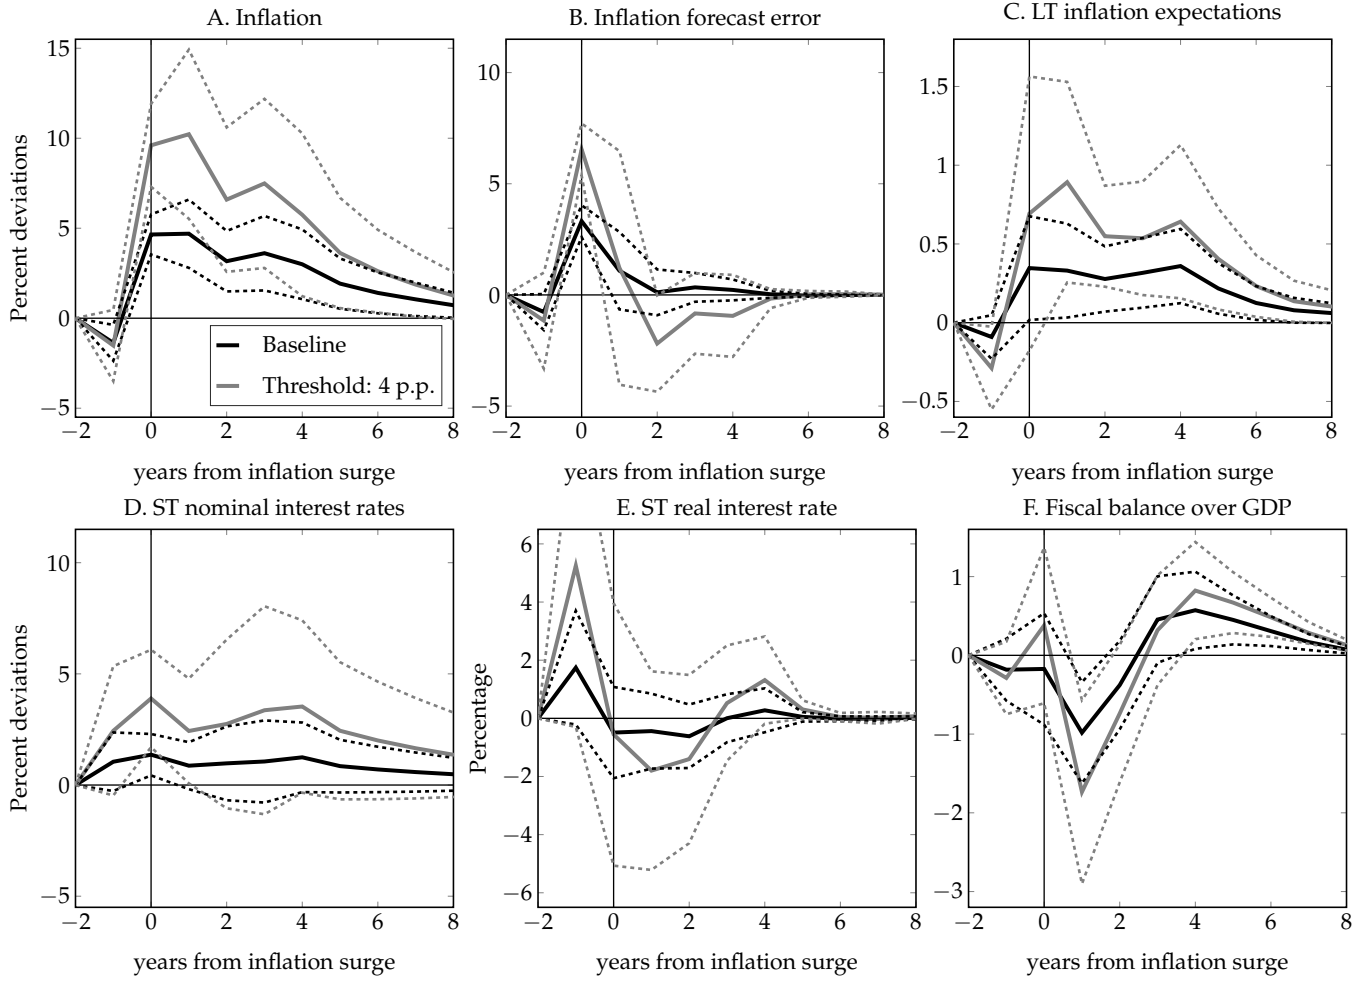 A. Inflation
B. Inflation forecast error
C. LT inflation expectations
15
10
5
0
−5
Percent deviations
Baseline
Threshold: 4 p.p.
−2 0 2 4 6 8
years from inflation surge
10
5
0
−5
−2 0 2 4 6 8
years from inflation surge
1.5
1
0.5
0
−0.5
−2 0 2 4 6 8
years from inflation surge
D. ST nominal interest rates
E. ST real interest rate
F. Fiscal balance over GDP
10
5
0
−5
Percent deviations
−2 0 2 4 6 8
years from inflation surge
6
4
2
0
−2
−4
−6
Percentage
−2 0 2 4 6 8
years from inflation surge
1
0
−1
−2
−3
−2 0 2 4 6 8
years from inflation surge